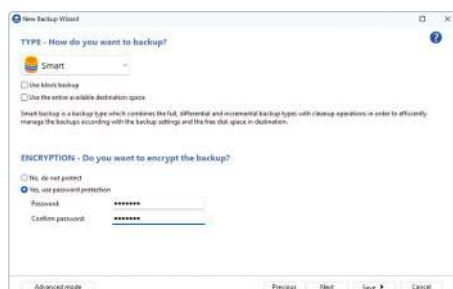 New Backup Wizard
TYPE - How do you want to backup?
Smart
Use block backup
Use the entire available destination space
Smart backup is a backup type which combines the full, differential and incremental backup types with cleanup operations in order to efficiently
manage the backups according with the backup settings and the free disk space in destination.
ENCRYPTION - Do you want to encrypt the backup?
No, do not protect
Yes, use password protection
Password:
Confirm password:
Advanced mode
Previous Next Save Cancel